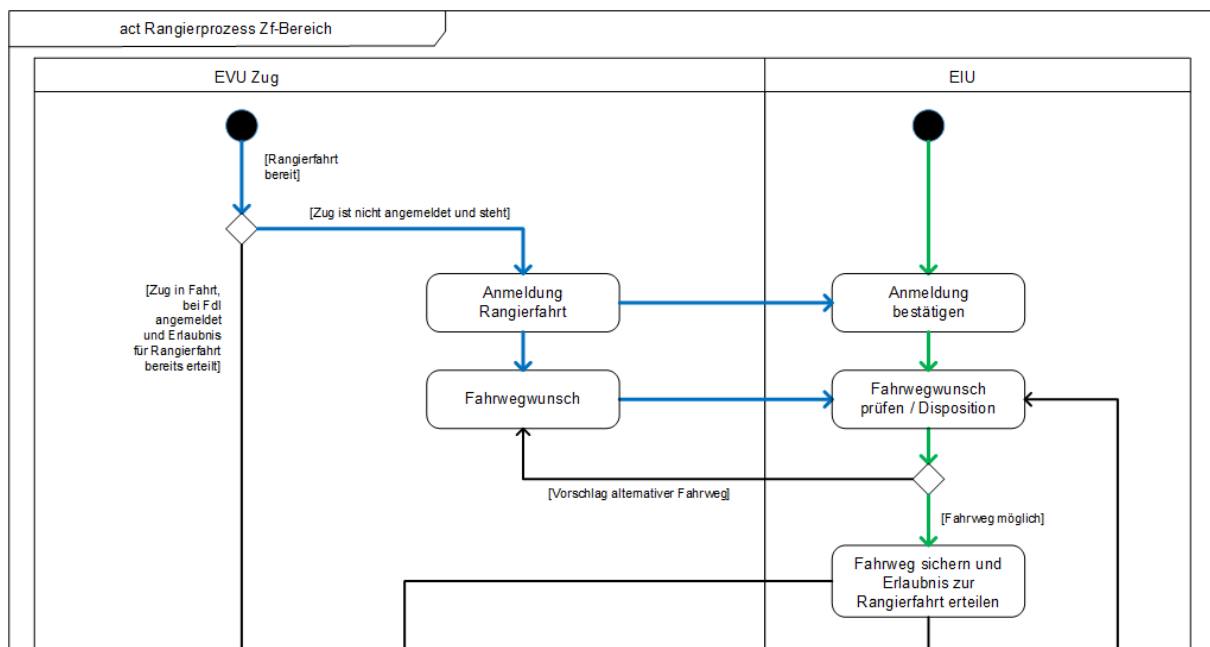 act Rangierprozess Zf-Bereich
EVU Zug
EIU
[Rangierfahrt
bereit]
[Zug ist nicht angemeldet und steht]
[Zug in Fahrt,
bei Fdl
angemeldet
und Erlaubnis
für Rangierfahrt
bereits erteilt]
Anmeldung
Rangierfahrt
Anmeldung
bestätigen
Fahrwegwunsch
Fahrwegwunsch
prüfen / Disposition
[Vorschlag alternativer Fahrweg]
[Fahrweg möglich]
Fahrweg sichern und
Erlaubnis zur
Rangierfahrt erteilen